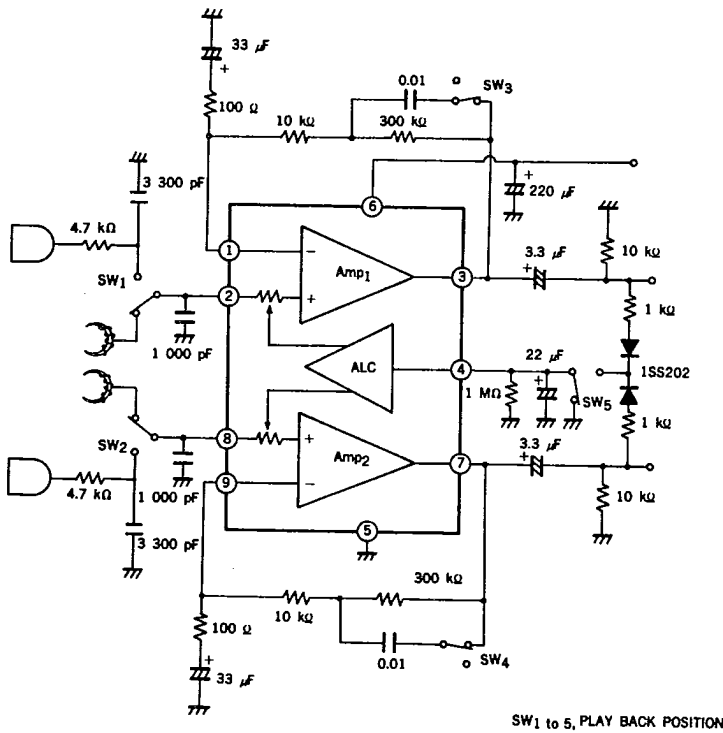 33 μF
+
100 Ω
10 kΩ
0.01
SW3
300 kΩ
3 300 pF
4.7 kΩ
SW1
1 000 pF
6
+
220 μF
1
−
Amp1
2
+
3
3.3 μF
+
10 kΩ
1 kΩ
ALC
4
22 μF
+
1 MΩ
SW5
1SS202
1 kΩ
8
+
Amp2
7
3.3 μF
+
9
−
10 kΩ
SW2
4.7 kΩ
1 000 pF
3 300 pF
5
300 kΩ
10 kΩ
0.01
SW4
100 Ω
+
33 μF
SW1 to 5, PLAY BACK POSITION